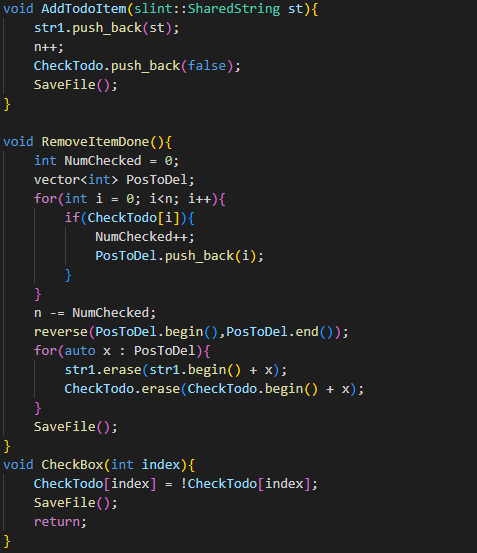 void AddTodoItem(slint::SharedString st){
    str1.push_back(st);
    n++;
    CheckTodo.push_back(false);
    SaveFile();
}

void RemoveItemDone(){
    int NumChecked = 0;
    vector<int> PosToDel;
    for(int i = 0; i<n; i++){
        if(CheckTodo[i]){
            NumChecked++;
            PosToDel.push_back(i);
        }
    }
    n -= NumChecked;
    reverse(PosToDel.begin(),PosToDel.end());
    for(auto x : PosToDel){
        str1.erase(str1.begin() + x);
        CheckTodo.erase(CheckTodo.begin() + x);
    }
    SaveFile();
}
void CheckBox(int index){
    CheckTodo[index] = !CheckTodo[index];
    SaveFile();
    return;
}